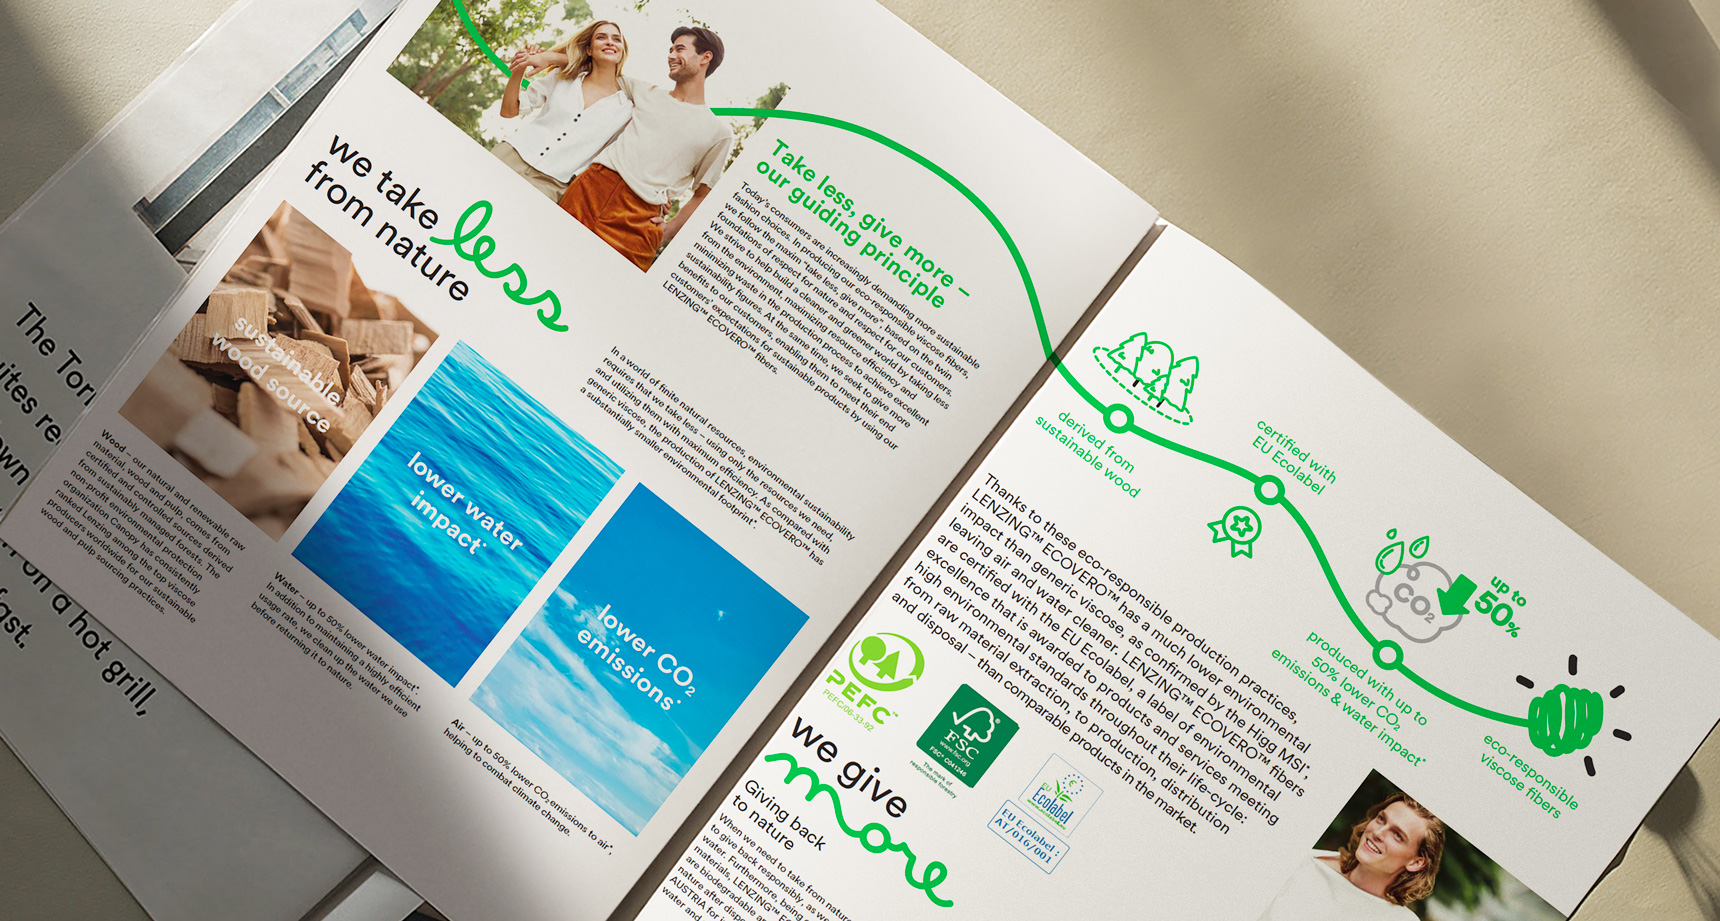 The Torr
uites re
own
on a hot grill,
fast.
we take less
from nature
Take less, give more –
our guiding principle
Today's consumers are increasingly demanding more sustainable
fashion choices. In producing our eco-responsible viscose fibers,
we follow the maxim "take less, give more", based on the twin
foundations of respect for nature and respect for our customers.
We strive to help build a cleaner and greener world by taking less
from the environment, maximizing resource efficiency and
minimizing waste in the production process to achieve excellent
sustainability figures. At the same time, we seek to give more
benefits to our customers, enabling them to meet their end
customers' expectations for sustainable products by using our
LENZING™ ECOVERO™ fibers.
In a world of finite natural resources, environmental sustainability
requires that we take less – using only the resources we need,
and utilizing them with maximum efficiency. As compared with
generic viscose, the production of LENZING™ ECOVERO™ has
a substantially smaller environmental footprint*.
sustainable
wood source
Wood – our natural and renewable raw
material, wood and pulp comes from
certified and controlled sources derived
from sustainably managed forests. The
non-profit environmental protection
organization Canopy has consistently
ranked Lenzing among the top viscose
producers worldwide for our sustainable
wood and pulp sourcing practices.
lower water
impact*
Water – up to 50% lower water impact*.
In addition to maintaining a highly efficient
usage rate, we clean up the water we use
before returning it to nature.
lower CO2
emissions*
Air – up to 50% lower CO2 emissions to air*,
helping to combat climate change.
derived from
sustainable wood
certified with
EU Ecolabel
CO2
up to
50%
produced with up to
50% lower CO2
emissions & water impact*
eco-responsible
viscose fibers
Thanks to these eco-responsible production practices,
LENZING™ ECOVERO™ has a much lower environmental
impact than generic viscose, as confirmed by the Higg MSI*,
leaving air and water cleaner. LENZING™ ECOVERO™ fibers
are certified with the EU Ecolabel, a label of environmental
excellence that is awarded to products and services meeting
high environmental standards throughout their life-cycle:
from raw material extraction, to production, distribution
and disposal – than comparable products in the market.
PEFC™
PEFC/06-33-92
FSC
www.fsc.org
FSC® C041246
The mark of
responsible forestry
EU
Ecolabel
EU Ecolabel :
AT/016/001
we give
more
Giving back
to nature
When we need to take from nature
to give back responsibly, as we
water. Furthermore, being
materials, LENZING™ EC
are biodegradable an
nature after dispo
AUSTRIA for i
water and